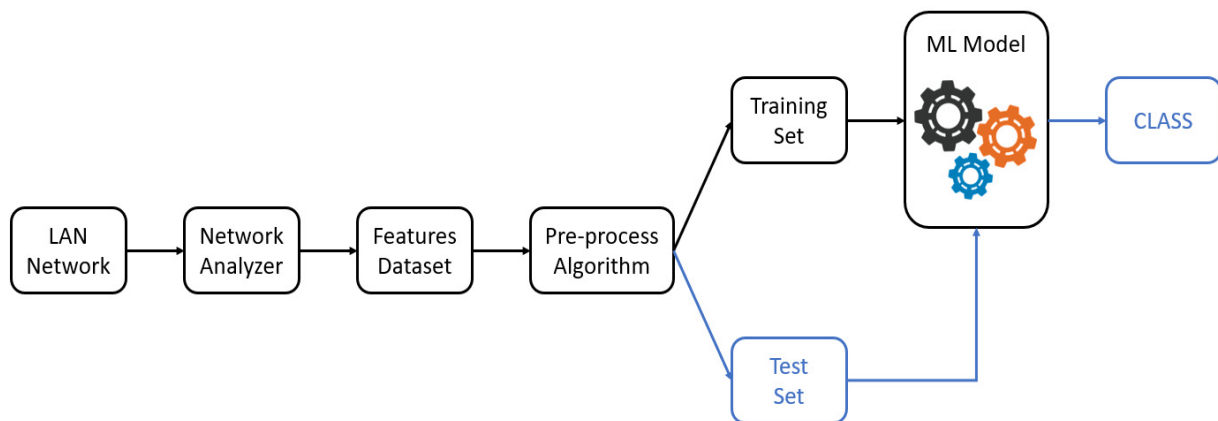 LAN
Network
Network
Analyzer
Features
Dataset
Pre-process
Algorithm
Training
Set
Test
Set
ML Model
CLASS